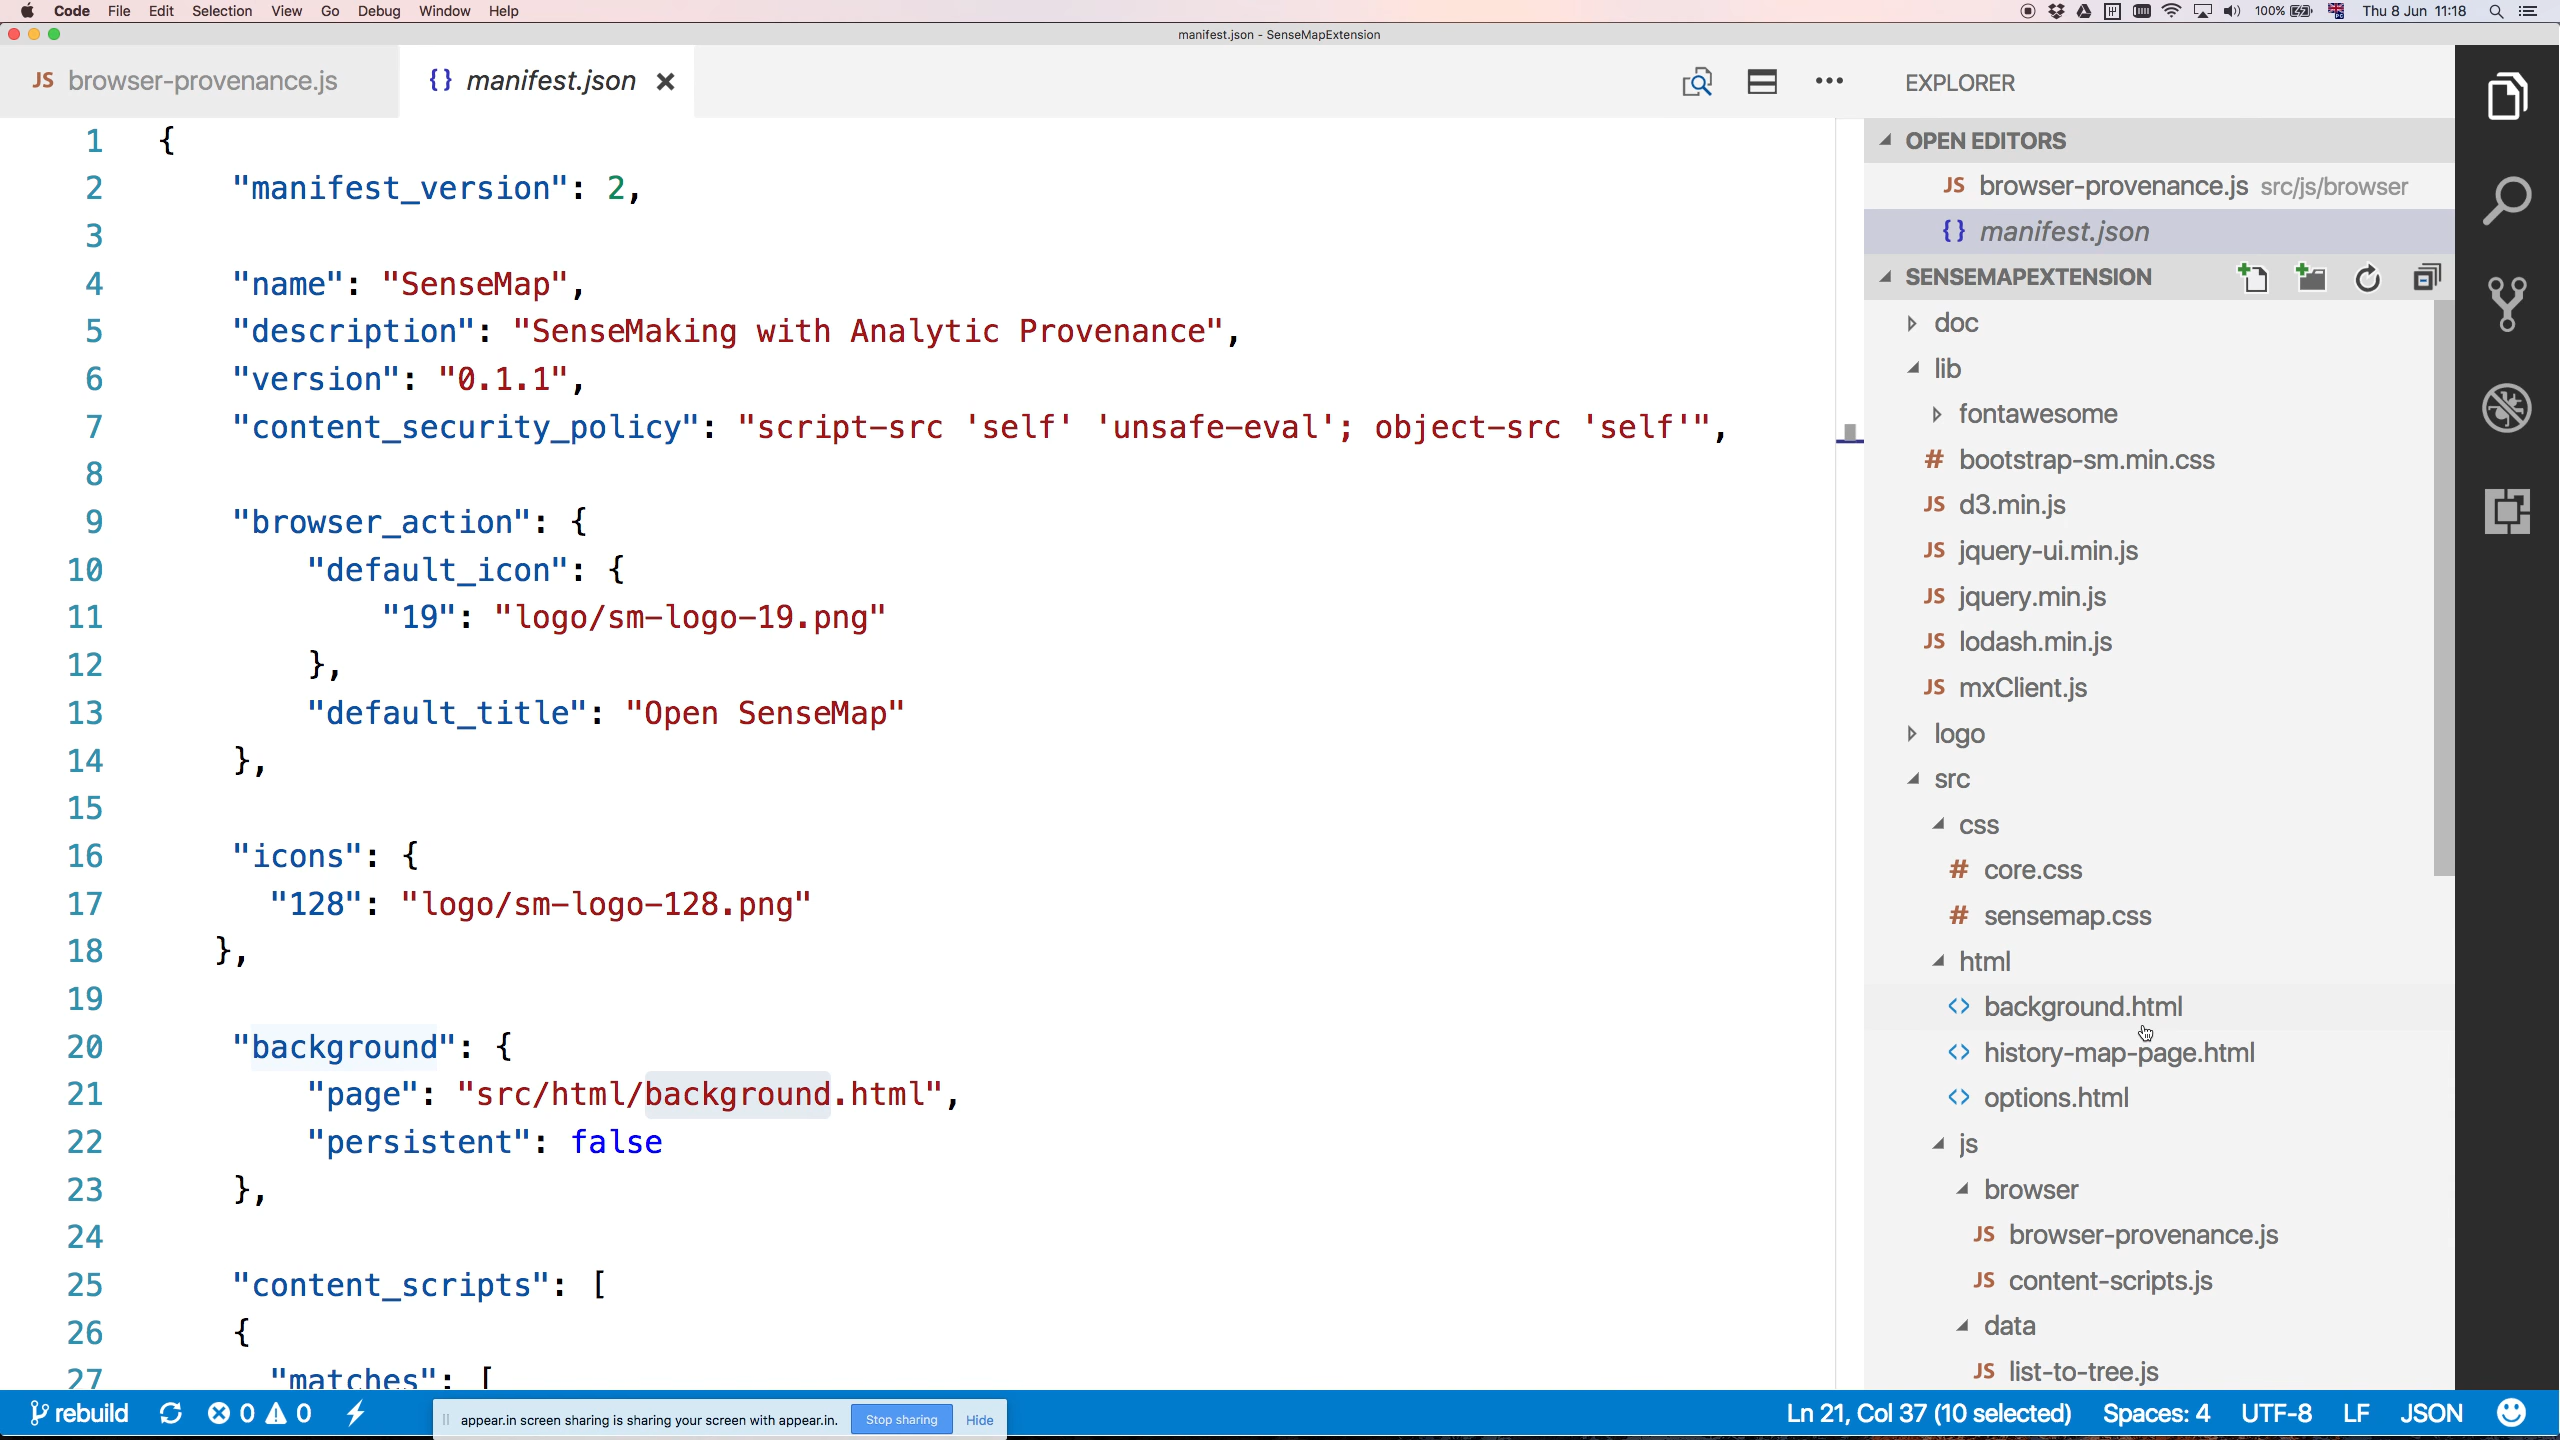 Code File Edit Selection View Go Debug Window Help 100% Thu 8 Jun 11:18
manifest.json - SenseMapExtension
JS browser-provenance.js {} manifest.json
1 {
2 "manifest_version": 2,
3
4 "name": "SenseMap",
5 "description": "SenseMaking with Analytic Provenance",
6 "version": "0.1.1",
7 "content_security_policy": "script-src 'self' 'unsafe-eval'; object-src 'self'",
8
9 "browser_action": {
10 "default_icon": {
11 "19": "logo/sm-logo-19.png"
12 },
13 "default_title": "Open SenseMap"
14 },
15
16 "icons": {
17 "128": "logo/sm-logo-128.png"
18 },
19
20 "background": {
21 "page": "src/html/background.html",
22 "persistent": false
23 },
24
25 "content_scripts": [
26 {
27 "matches": [
EXPLORER
OPEN EDITORS
JS browser-provenance.js src/js/browser
{} manifest.json
SENSEMAPEXTENSION
doc
lib
fontawesome
# bootstrap-sm.min.css
JS d3.min.js
JS jquery-ui.min.js
JS jquery.min.js
JS lodash.min.js
JS mxClient.js
logo
src
css
# core.css
# sensemap.css
html
<> background.html
<> history-map-page.html
<> options.html
js
browser
JS browser-provenance.js
JS content-scripts.js
data
JS list-to-tree.js
rebuild 0 0
appear.in screen sharing is sharing your screen with appear.in. Stop sharing Hide
Ln 21, Col 37 (10 selected) Spaces: 4 UTF-8 LF JSON